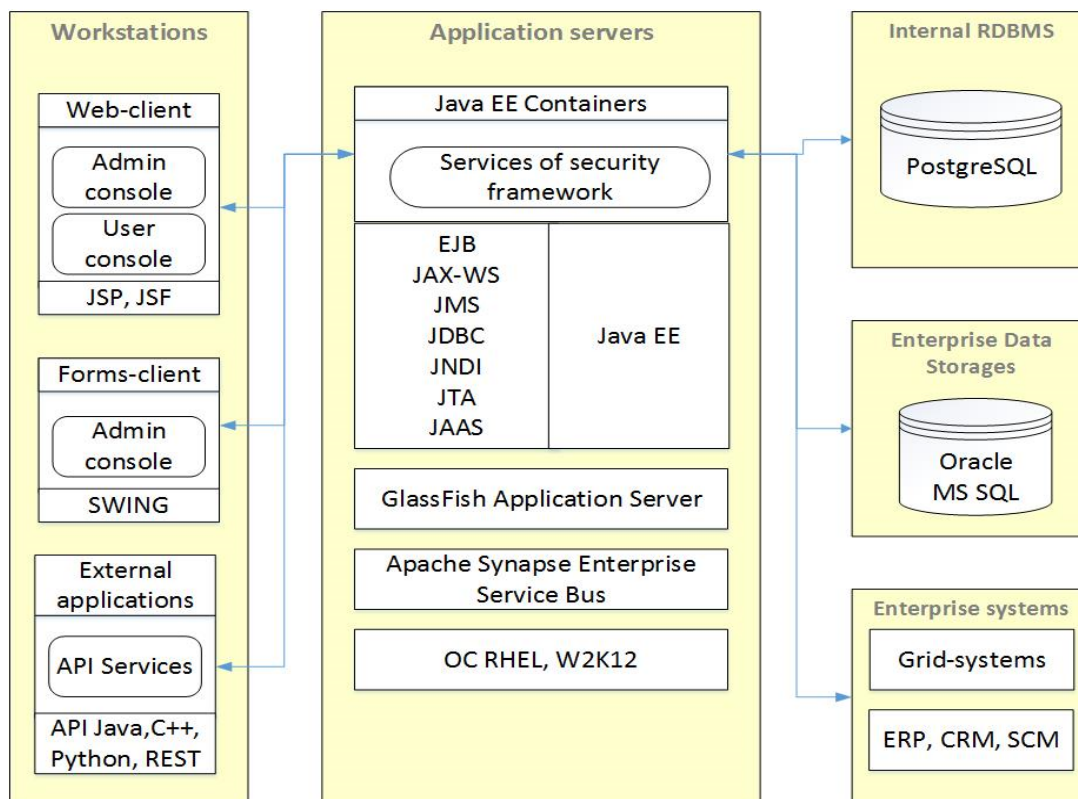 Workstations
Web-client
Admin
console
User
console
JSP, JSF
Forms-client
Admin
console
SWING
External
applications
API Services
API Java,C++,
Python, REST
Application servers
Java EE Containers
Services of security
framework
EJB
JAX-WS
JMS
JDBC
JNDI
JTA
JAAS
Java EE
GlassFish Application Server
Apache Synapse Enterprise
Service Bus
OC RHEL, W2K12
Internal RDBMS
PostgreSQL
Enterprise Data
Storages
Oracle
MS SQL
Enterprise systems
Grid-systems
ERP, CRM, SCM